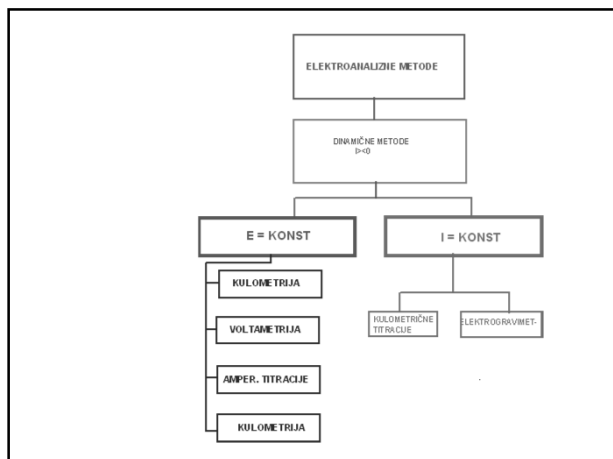 ELEKTROANALIZNE METODE
DINAMIČNE METODE
I><0
E = KONST
I = KONST
KULOMETRIJA
VOLTAMETRIJA
AMPER. TITRACIJE
KULOMETRIJA
KULOMETRIČNE
TITRACIJE
ELEKTROGRAVIMET-